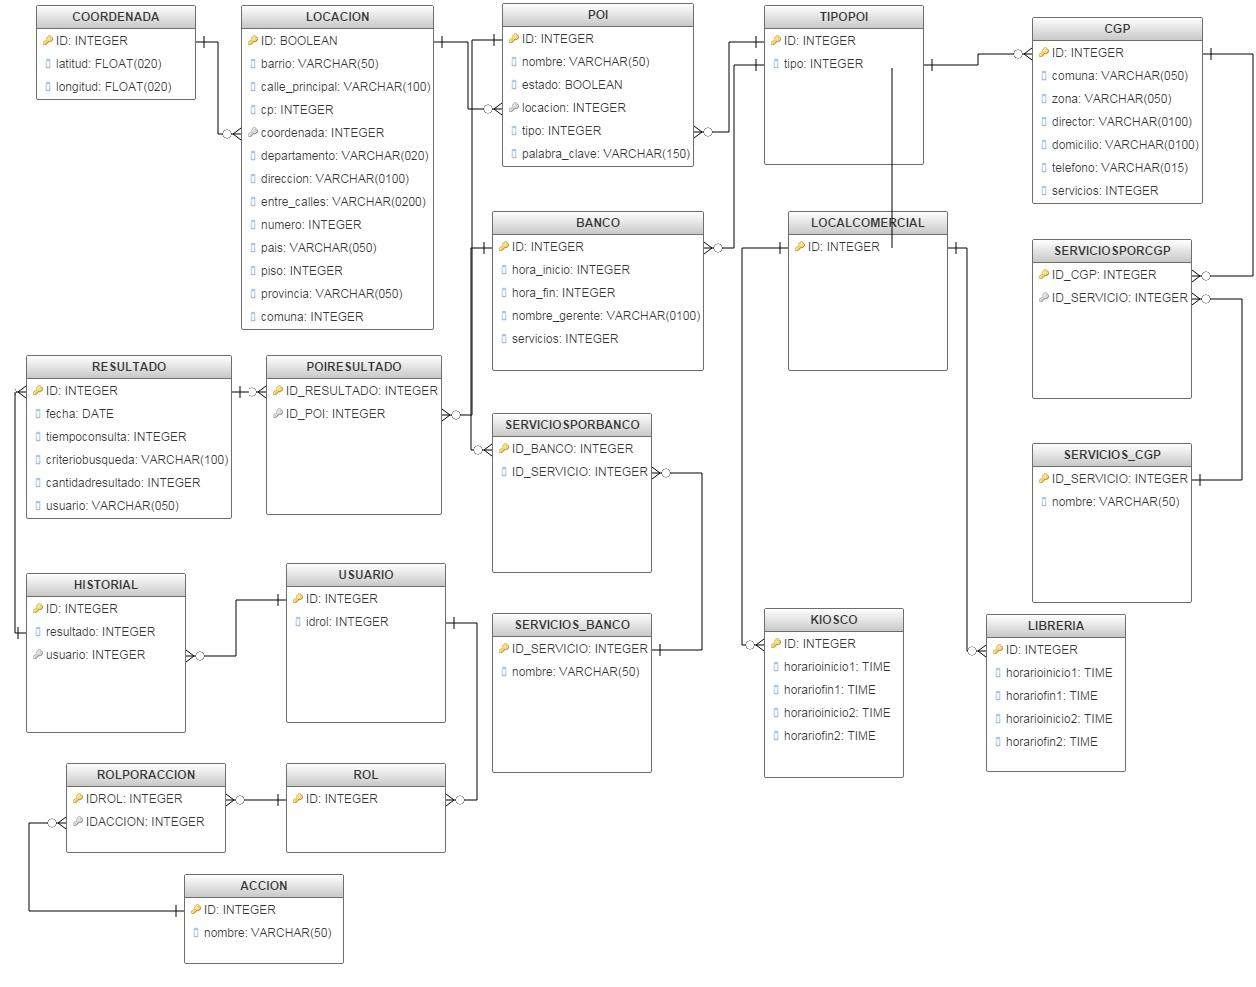 COORDENADA
ID: INTEGER
latitud: FLOAT(020)
longitud: FLOAT(020)
LOCACION
ID: BOOLEAN
barrio: VARCHAR(50)
calle_principal: VARCHAR(100)
cp: INTEGER
coordenada: INTEGER
departamento: VARCHAR(020)
direccion: VARCHAR(0100)
entre_calles: VARCHAR(0200)
numero: INTEGER
pais: VARCHAR(050)
piso: INTEGER
provincia: VARCHAR(050)
comuna: INTEGER
POI
ID: INTEGER
nombre: VARCHAR(50)
estado: BOOLEAN
locacion: INTEGER
tipo: INTEGER
palabra_clave: VARCHAR(150)
TIPOPOI
ID: INTEGER
tipo: INTEGER
CGP
ID: INTEGER
comuna: VARCHAR(050)
zona: VARCHAR(050)
director: VARCHAR(0100)
domicilio: VARCHAR(0100)
telefono: VARCHAR(015)
servicios: INTEGER
BANCO
ID: INTEGER
hora_inicio: INTEGER
hora_fin: INTEGER
nombre_gerente: VARCHAR(0100)
servicios: INTEGER
LOCALCOMERCIAL
ID: INTEGER
SERVICIOSPORCGP
ID_CGP: INTEGER
ID_SERVICIO: INTEGER
RESULTADO
ID: INTEGER
fecha: DATE
tiempoconsulta: INTEGER
criteriobusqueda: VARCHAR(100)
cantidadresultado: INTEGER
usuario: VARCHAR(050)
POIRESULTADO
ID_RESULTADO: INTEGER
ID_POI: INTEGER
SERVICIOSPORBANCO
ID_BANCO: INTEGER
ID_SERVICIO: INTEGER
SERVICIOS_CGP
ID_SERVICIO: INTEGER
nombre: VARCHAR(50)
HISTORIAL
ID: INTEGER
resultado: INTEGER
usuario: INTEGER
USUARIO
ID: INTEGER
idrol: INTEGER
SERVICIOS_BANCO
ID_SERVICIO: INTEGER
nombre: VARCHAR(50)
KIOSCO
ID: INTEGER
horarioinicio1: TIME
horariofin1: TIME
horarioinicio2: TIME
horariofin2: TIME
LIBRERIA
ID: INTEGER
horarioinicio1: TIME
horariofin1: TIME
horarioinicio2: TIME
horariofin2: TIME
ROLPORACCION
IDROL: INTEGER
IDACCION: INTEGER
ROL
ID: INTEGER
ACCION
ID: INTEGER
nombre: VARCHAR(50)